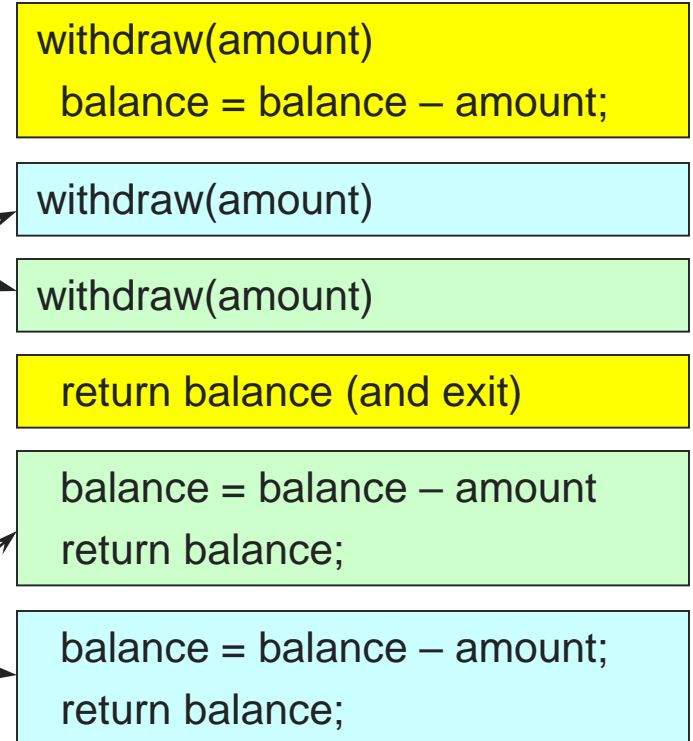 withdraw(amount)
balance = balance – amount;
withdraw(amount)
withdraw(amount)
return balance (and exit)
balance = balance – amount
return balance;
balance = balance – amount;
return balance;